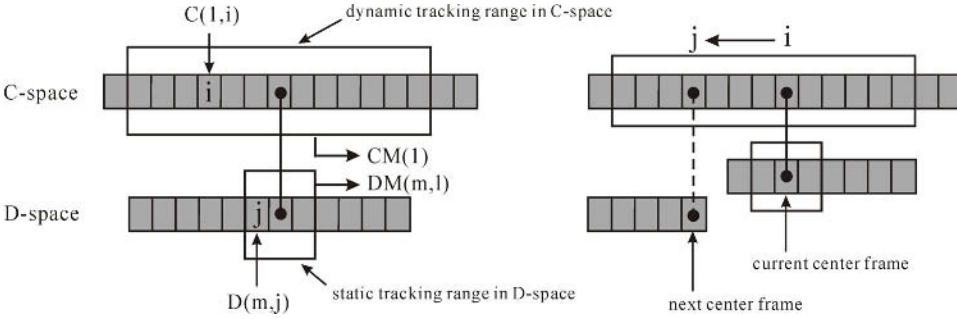 C(1,i)
dynamic tracking range in C-space
j
i
C-space
i
CM(1)
DM(m,l)
D-space
j
current center frame
D(m,j)
static tracking range in D-space
next center frame